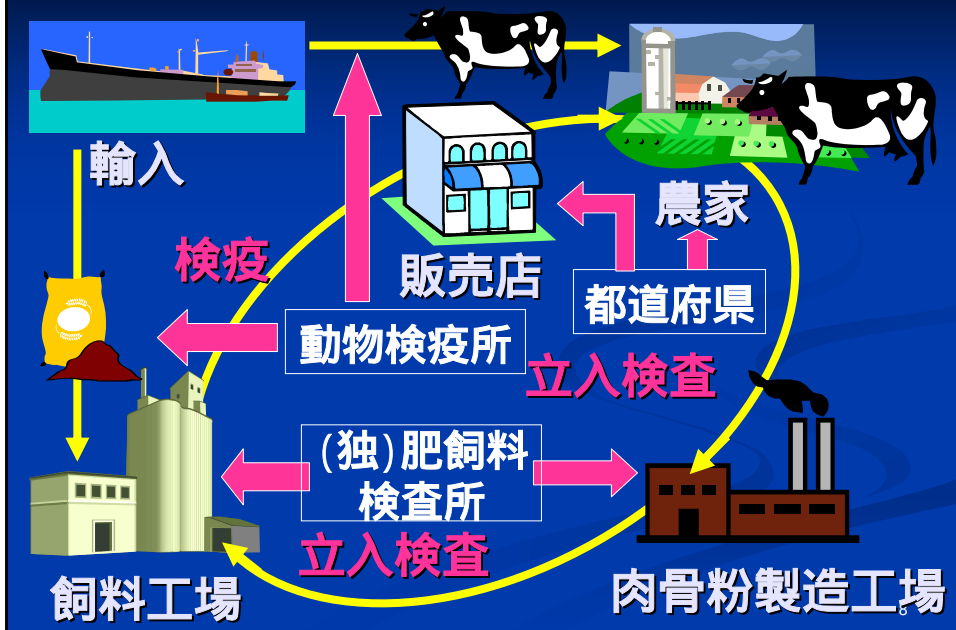 輸入
農家
検疫
販売店
都道府県
動物検疫所
立入検査
(独)肥飼料
検査所
立入検査
飼料工場
肉骨粉製造工場
8